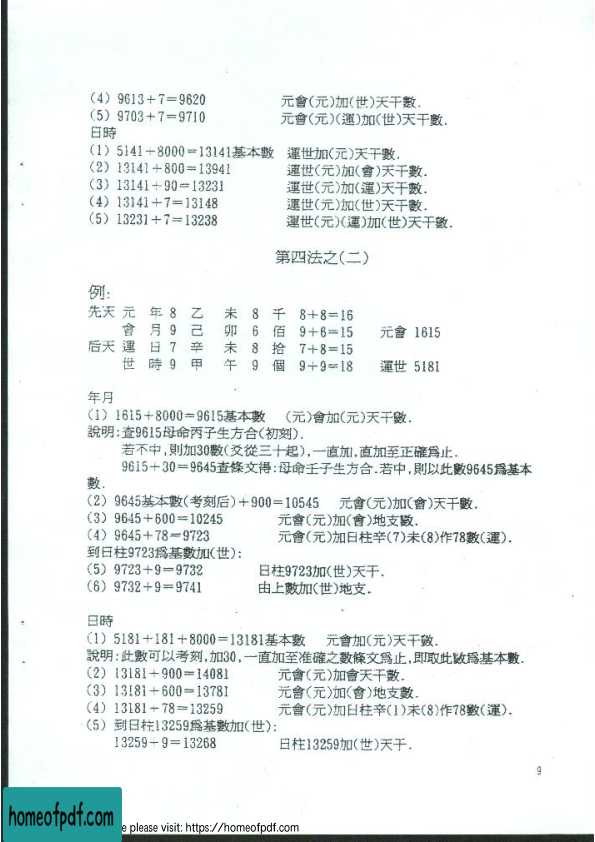 (4) 9613+7=9620 元會(元)加(世)天干數.
(5) 9703+7=9710 元會(元)(運)加(世)天干數.
日時
(1) 5141+8000=13141基本數 運世加(元)天干數.
(2) 13141+800=13941 運世(元)加(會)天干數.
(3) 13141+90=13231 運世(元)加(運)天干數.
(4) 13141+7=13148 運世(元)加(世)天干數.
(5) 13231+7=13238 運世(元)(運)加(世)天干數.
第四法之(二)
例:
先天 元 年 8 乙 未 8 千 8+8=16
會 月 9 己 卯 6 佰 9+6=15 元會 1615
后天 運 日 7 辛 未 8 拾 7+8=15
世 時 9 甲 午 9 個 9+9=18 運世 5181
年月
(1) 1615+8000=9615基本數 (元)會加(元)天干數.
說明:查9615母命丙子生方合(初刻).
若不中,則加30數(爻從三十起),一直加.直加至正確爲止.
9615+30=9645查條文得:母命壬子生方合.若中,則以此數9645爲基本
數.
(2) 9645基本數(考刻后)+900=10545 元會(元)加(會)天干數.
(3) 9645+600=10245 元會(元)加(會)地支數.
(4) 9645+78=9723 元會(元)加日柱辛(7)未(8)作78數(運).
到日柱9723爲基數加(世):
(5) 9723+9=9732 日柱9723加(世)天干.
(6) 9732+9=9741 由上數加(世)地支.
日時
(1) 5181+181+8000=13181基本數 元會加(元)天干數.
說明:此數可以考刻,加30,一直加至准確之數條文爲止,即取此數爲基本數.
(2) 13181+900=14081 元會(元)加會天干數.
(3) 13181+600=13781 元會(元)加(會)地支數.
(4) 13181+78=13259 元會(元)加日柱辛(1)未(8)作78數(運).
(5) 到日柱13259爲基數加(世):
13259+9=13268 日柱13259加(世)天干.
9
homeofpdf.com
e please visit: https://homeofpdf.com